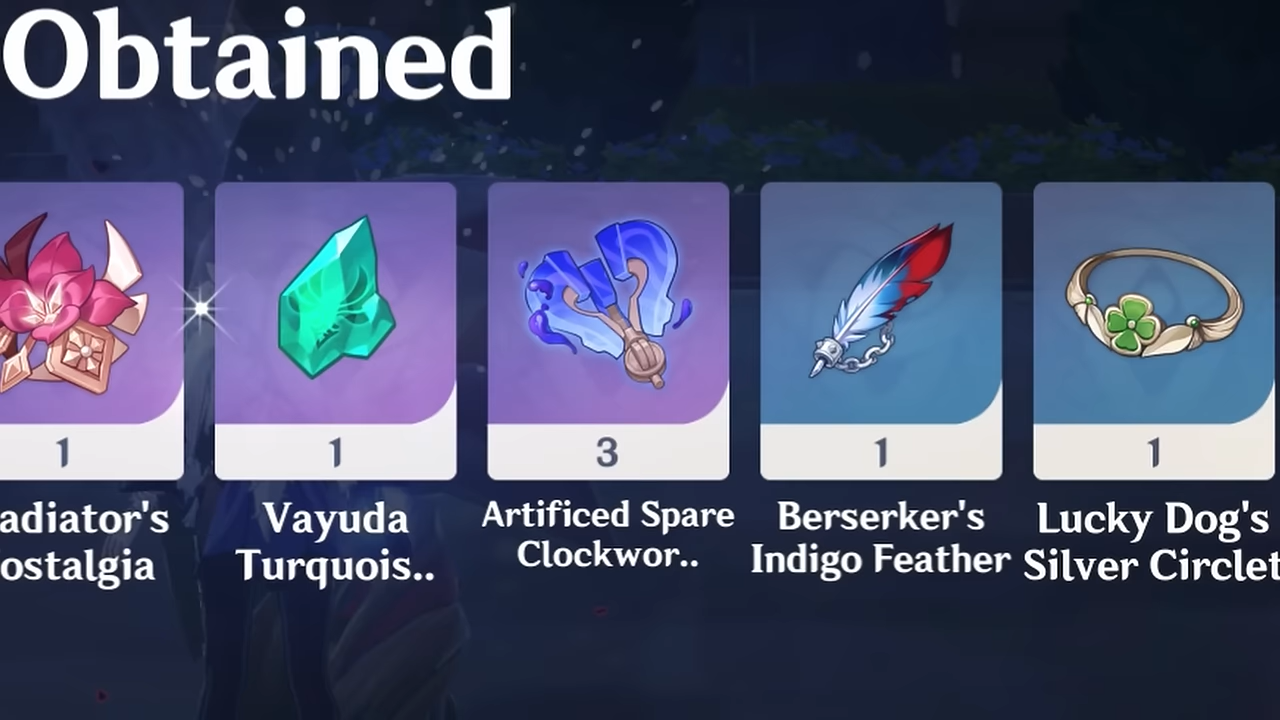 Obtained
1
1
3
1
1
adiator's
ostalgia
Vayuda
Turquois..
Artificed Spare
Clockwor..
Berserker's
Indigo Feather
Lucky Dog's
Silver Circlet